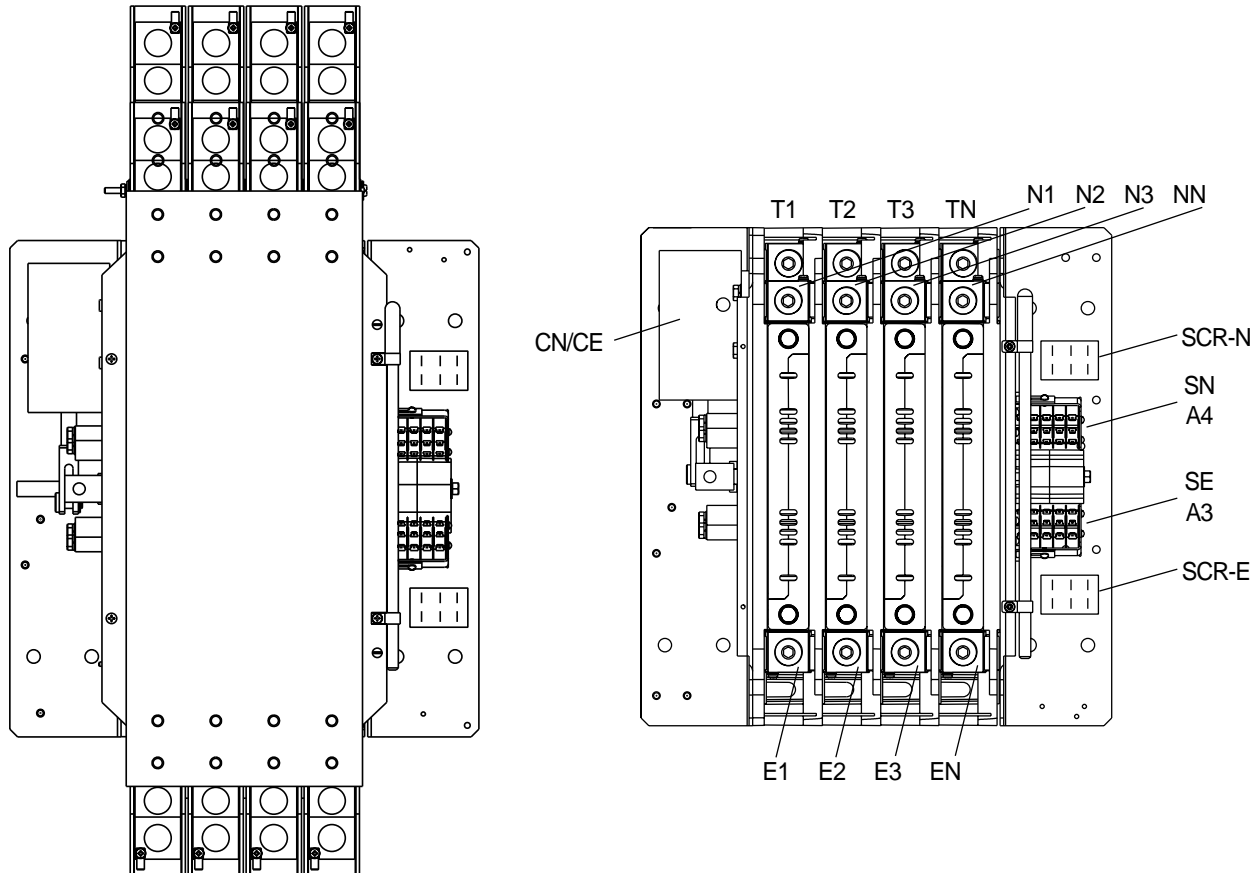 T1 T2 T3 TN N1 N2 N3 NN
CN/CE
SCR-N
SN
A4
SE
A3
SCR-E
E1 E2 E3 EN